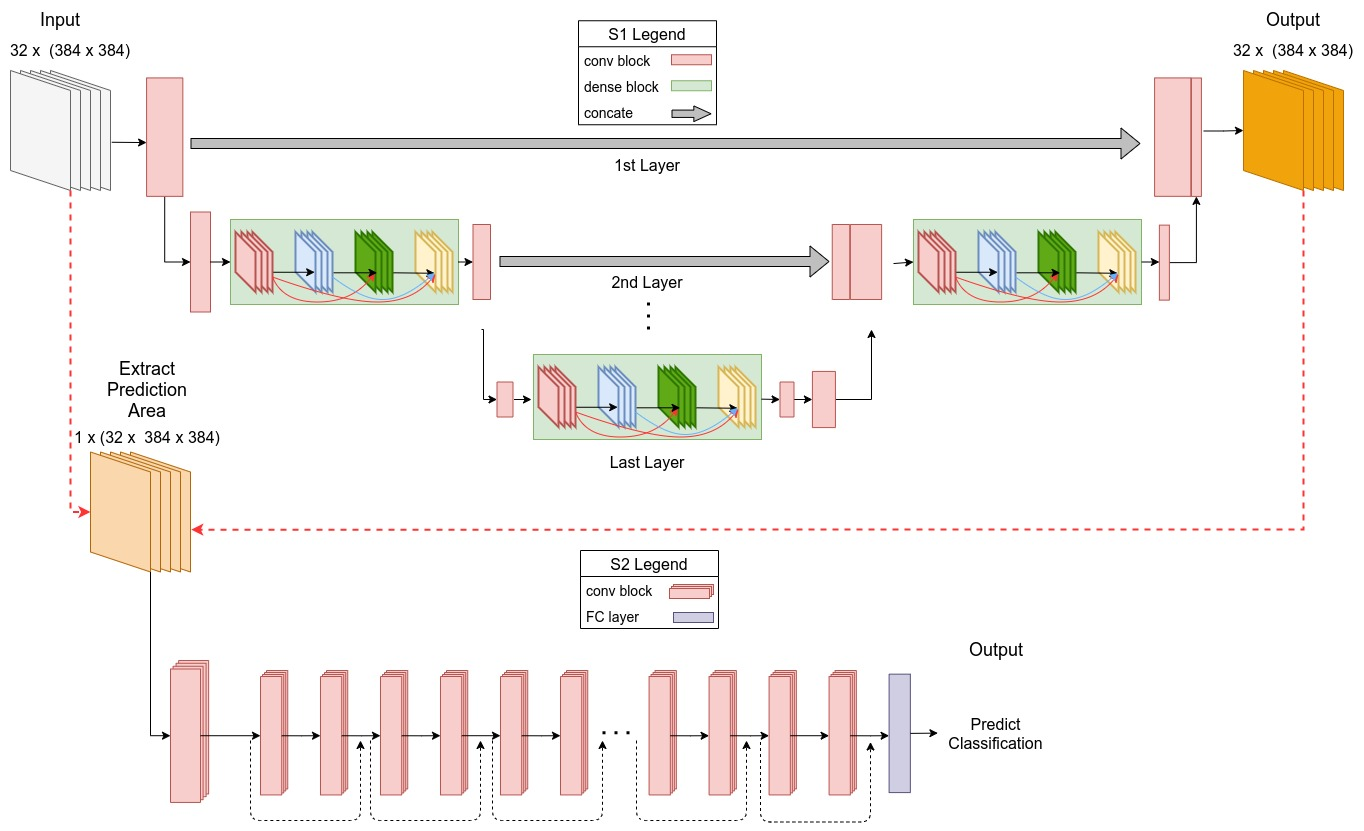 Input
32 x (384 x 384)
S1 Legend
conv block
dense block
concate
Output
32 x (384 x 384)
1st Layer
2nd Layer
Last Layer
Extract
Prediction
Area
1 x (32 x 384 x 384)
S2 Legend
conv block
FC layer
Output
Predict
Classification